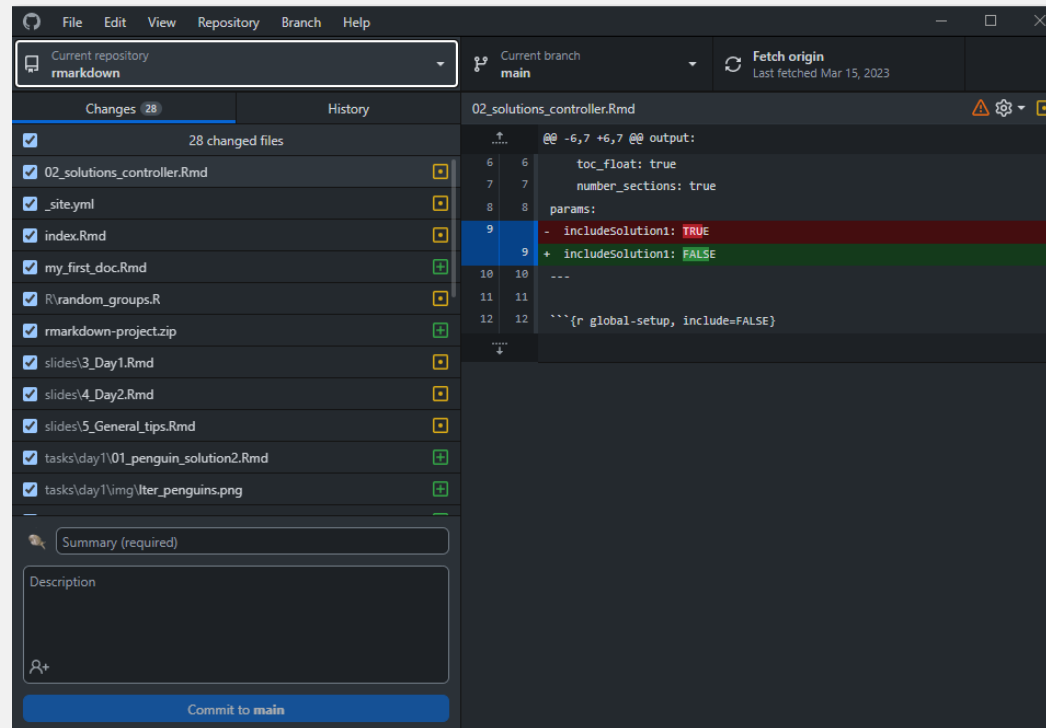 File Edit View Repository Branch Help
Current repository
rmarkdown
Current branch
main
Fetch origin
Last fetched Mar 15, 2023
Changes 28
History
28 changed files
02_solutions_controller.Rmd
_site.yml
index.Rmd
my_first_doc.Rmd
R\random_groups.R
rmarkdown-project.zip
slides\3_Day1.Rmd
slides\4_Day2.Rmd
slides\5_General_tips.Rmd
tasks\day1\01_penguin_solution2.Rmd
tasks\day1\img\lter_penguins.png
Summary (required)
Description
Commit to main
02_solutions_controller.Rmd
@@ -6,7 +6,7 @@ output:
6 6 toc_float: true
7 7 number_sections: true
8 8 params:
9 - includeSolution1: TRUE
9 + includeSolution1: FALSE
10 10 ---
11 11
12 12 ```{r global-setup, include=FALSE}